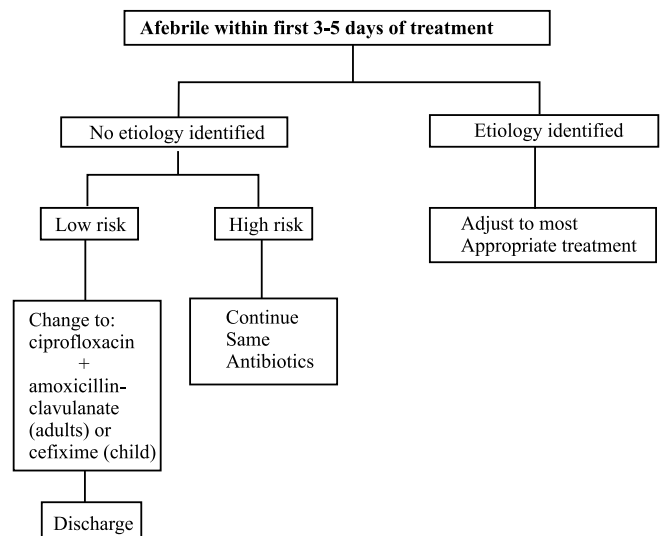 Afebrile within first 3-5 days of treatment
No etiology identified
Etiology identified
Low risk
High risk
Adjust to most
Appropriate treatment
Change to:
ciprofloxacin
+
amoxicillin-
clavulanate
(adults) or
cefixime (child)
Continue
Same
Antibiotics
Discharge